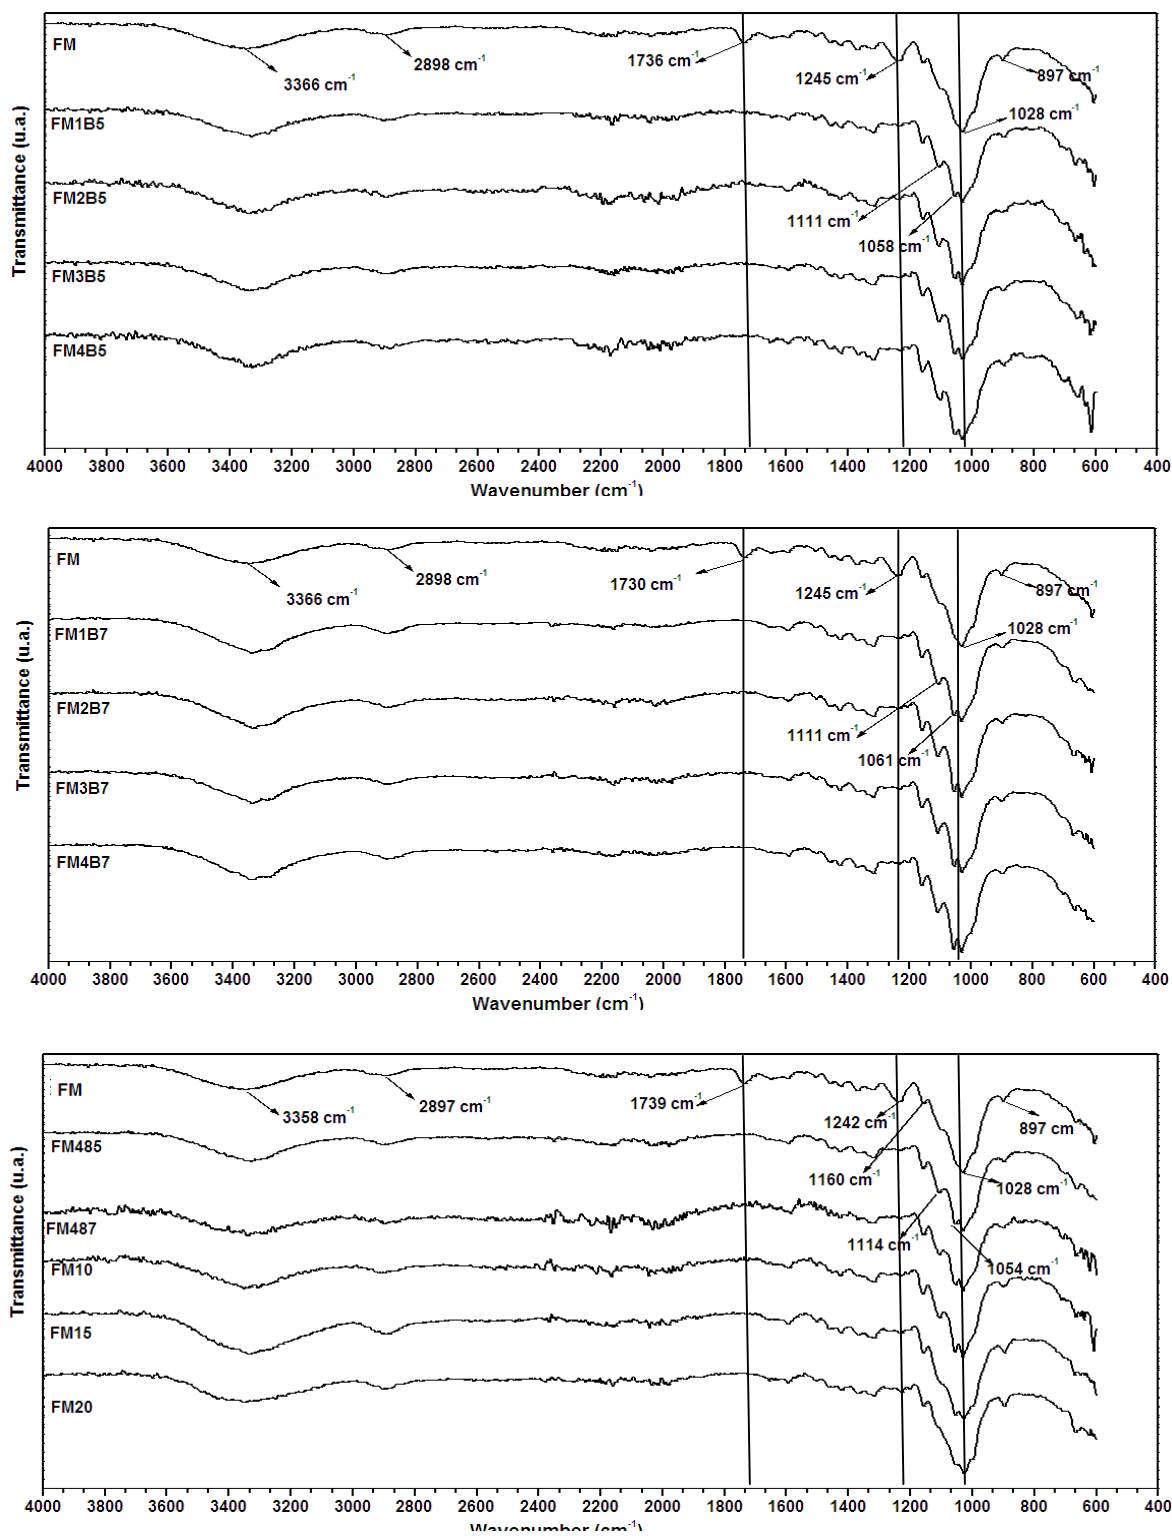 FM
3366 cm-1
2898 cm-1
1736 cm-1
1245 cm-1
897 cm-1
1028 cm-1
FM1B5
FM2B5
1111 cm-1
1058 cm-1
FM3B5
FM4B5
Transmittance (u.a.)
4000 3800 3600 3400 3200 3000 2800 2600 2400 2200 2000 1800 1600 1400 1200 1000 800 600 400
Wavenumber (cm-1)
FM
3366 cm-1
2898 cm-1
1730 cm-1
1245 cm-1
897 cm-1
1028 cm-1
FM1B7
FM2B7
1111 cm-1
1061 cm-1
FM3B7
FM4B7
Transmittance (u.a.)
4000 3800 3600 3400 3200 3000 2800 2600 2400 2200 2000 1800 1600 1400 1200 1000 800 600 400
Wavenumber (cm-1)
FM
3358 cm-1
2897 cm-1
1739 cm-1
1242 cm-1
897 cm-1
FM485
1160 cm-1
1028 cm-1
FM487
1114 cm-1
1054 cm-1
FM10
FM15
FM20
Transmittance (u.a.)
4000 3800 3600 3400 3200 3000 2800 2600 2400 2200 2000 1800 1600 1400 1200 1000 800 600 400
Wavenumber (cm-1)